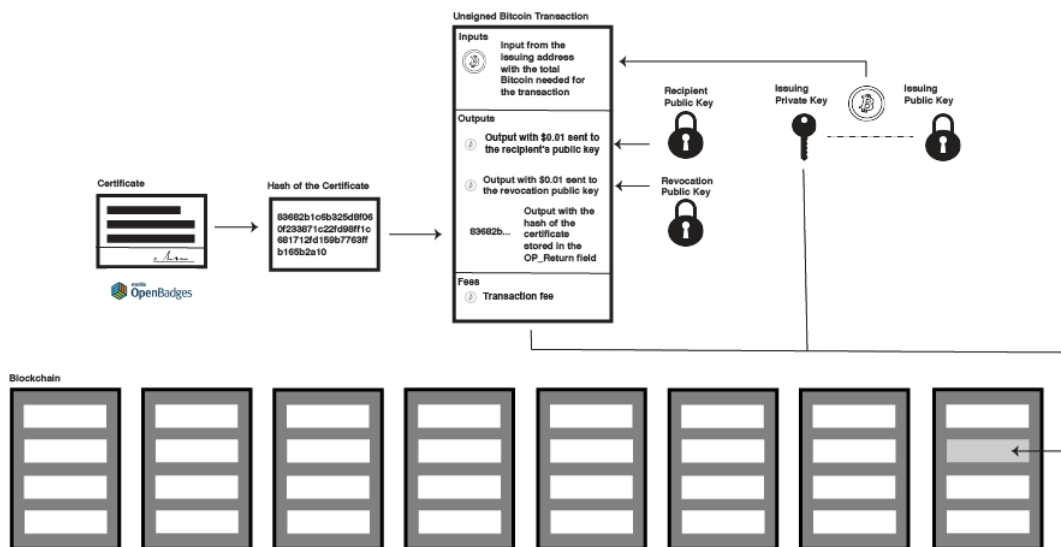 Unsigned Bitcoin Transaction
Inputs
Input from the
issuing address
with the total
Bitcoin needed for
the transaction
Outputs
Output with $0.01 sent to
the recipient's public key
Output with $0.01 sent to
the revocation public key
83682b...
Output with the
hash of the
certificate
stored in the
OP_Return field
Fees
Transaction fee
Recipient
Public Key
Revocation
Public Key
Issuing
Private Key
Issuing
Public Key
Certificate
Hash of the Certificate
83682b1c6b325d8f06
0f233871c22fd98ff1c
681712fd159b7763ff
b165b2a10
OpenBadges
Blockchain